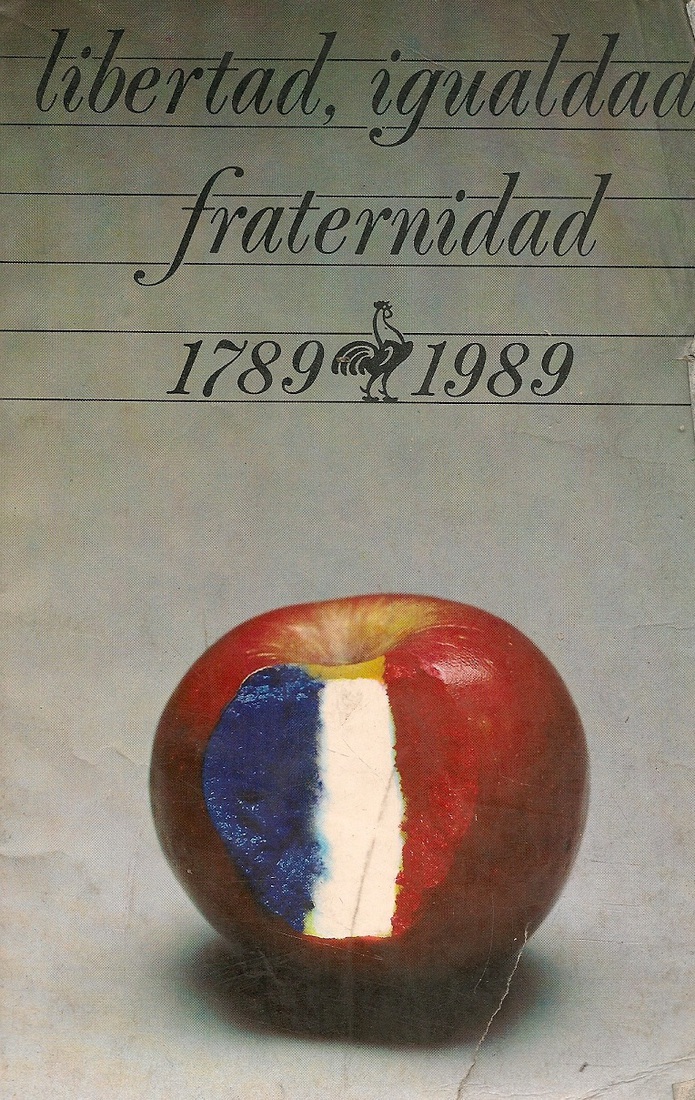 libertad, igualdad
fraternidad
1789 1989